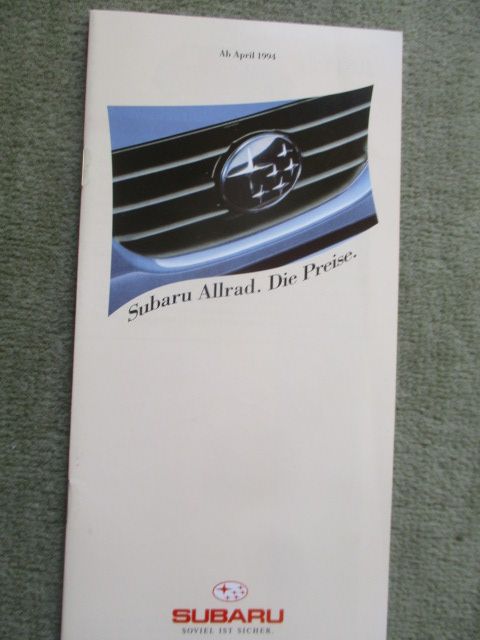 Ab April 1994
Subaru Allrad. Die Preise.
SUBARU
SOVIEL IST SICHER.